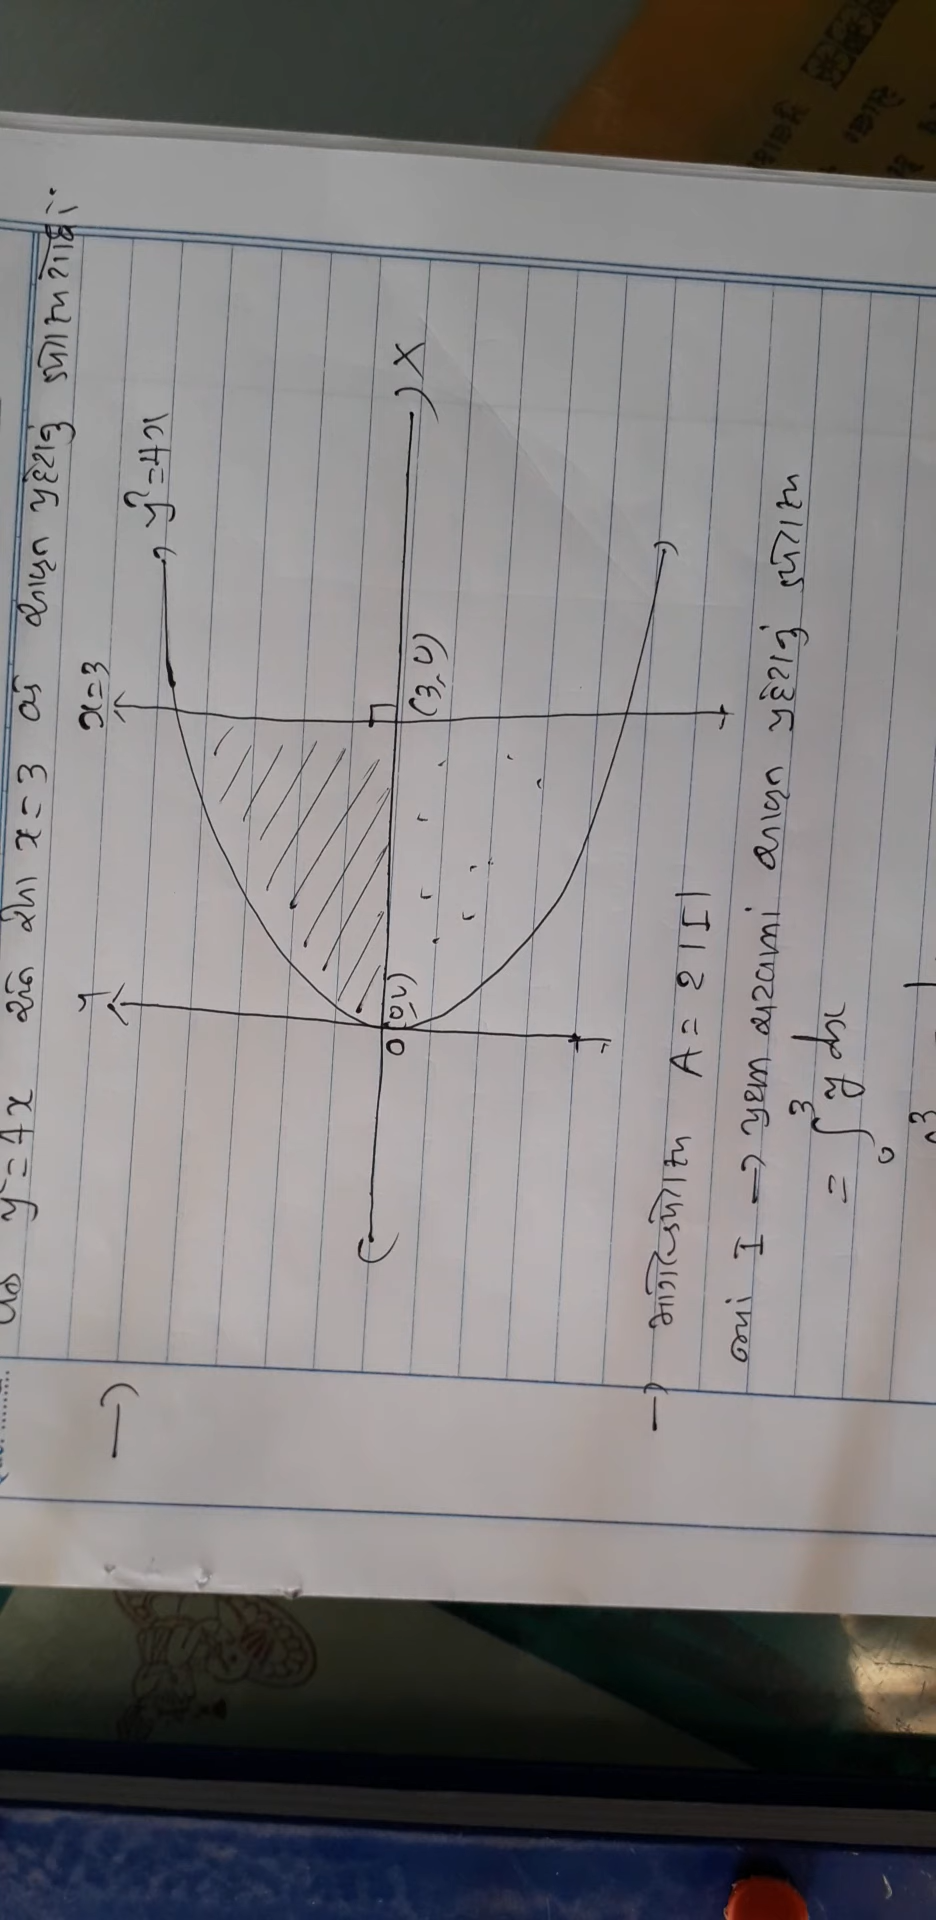 y² = 4x અને રેખા x = 3 વડે આવૃત પ્રદેશનું ક્ષેત્રફળ શોધો.
→
Y
x = 3
y² = 4x
X
O (0,0)
(3,0)
→ માંગેલ ક્ષેત્રફળ A = 2|I|
જ્યાં I → પ્રથમ ચરણમાં આવૃત પ્રદેશનું ક્ષેત્રફળ
= ∫₀³ y dx